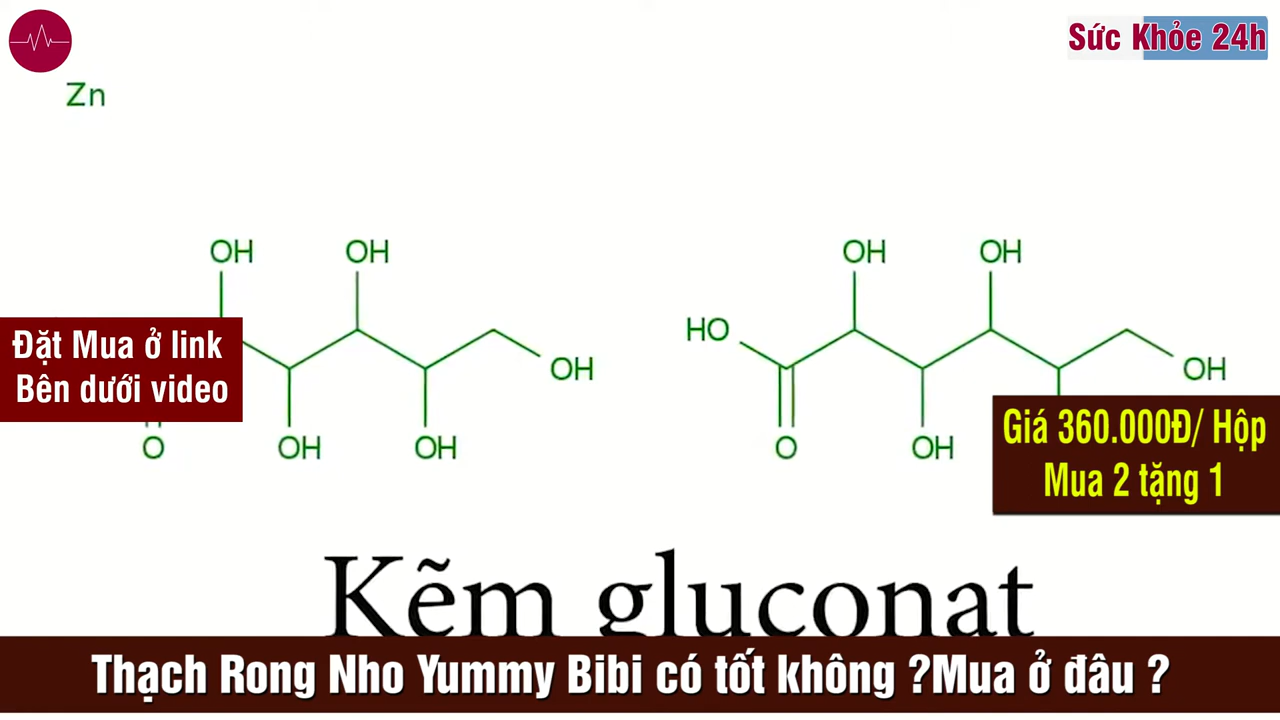 Sức Khỏe 24h
Zn
OH OH OH OH
HO
Đặt Mua ở link
Bên dưới video
OH OH
Giá 360.000Đ/ Hộp
Mua 2 tặng 1
O OH OH O OH
Kẽm gluconat
Thạch Rong Nho Yummy Bibi có tốt không ?Mua ở đâu ?